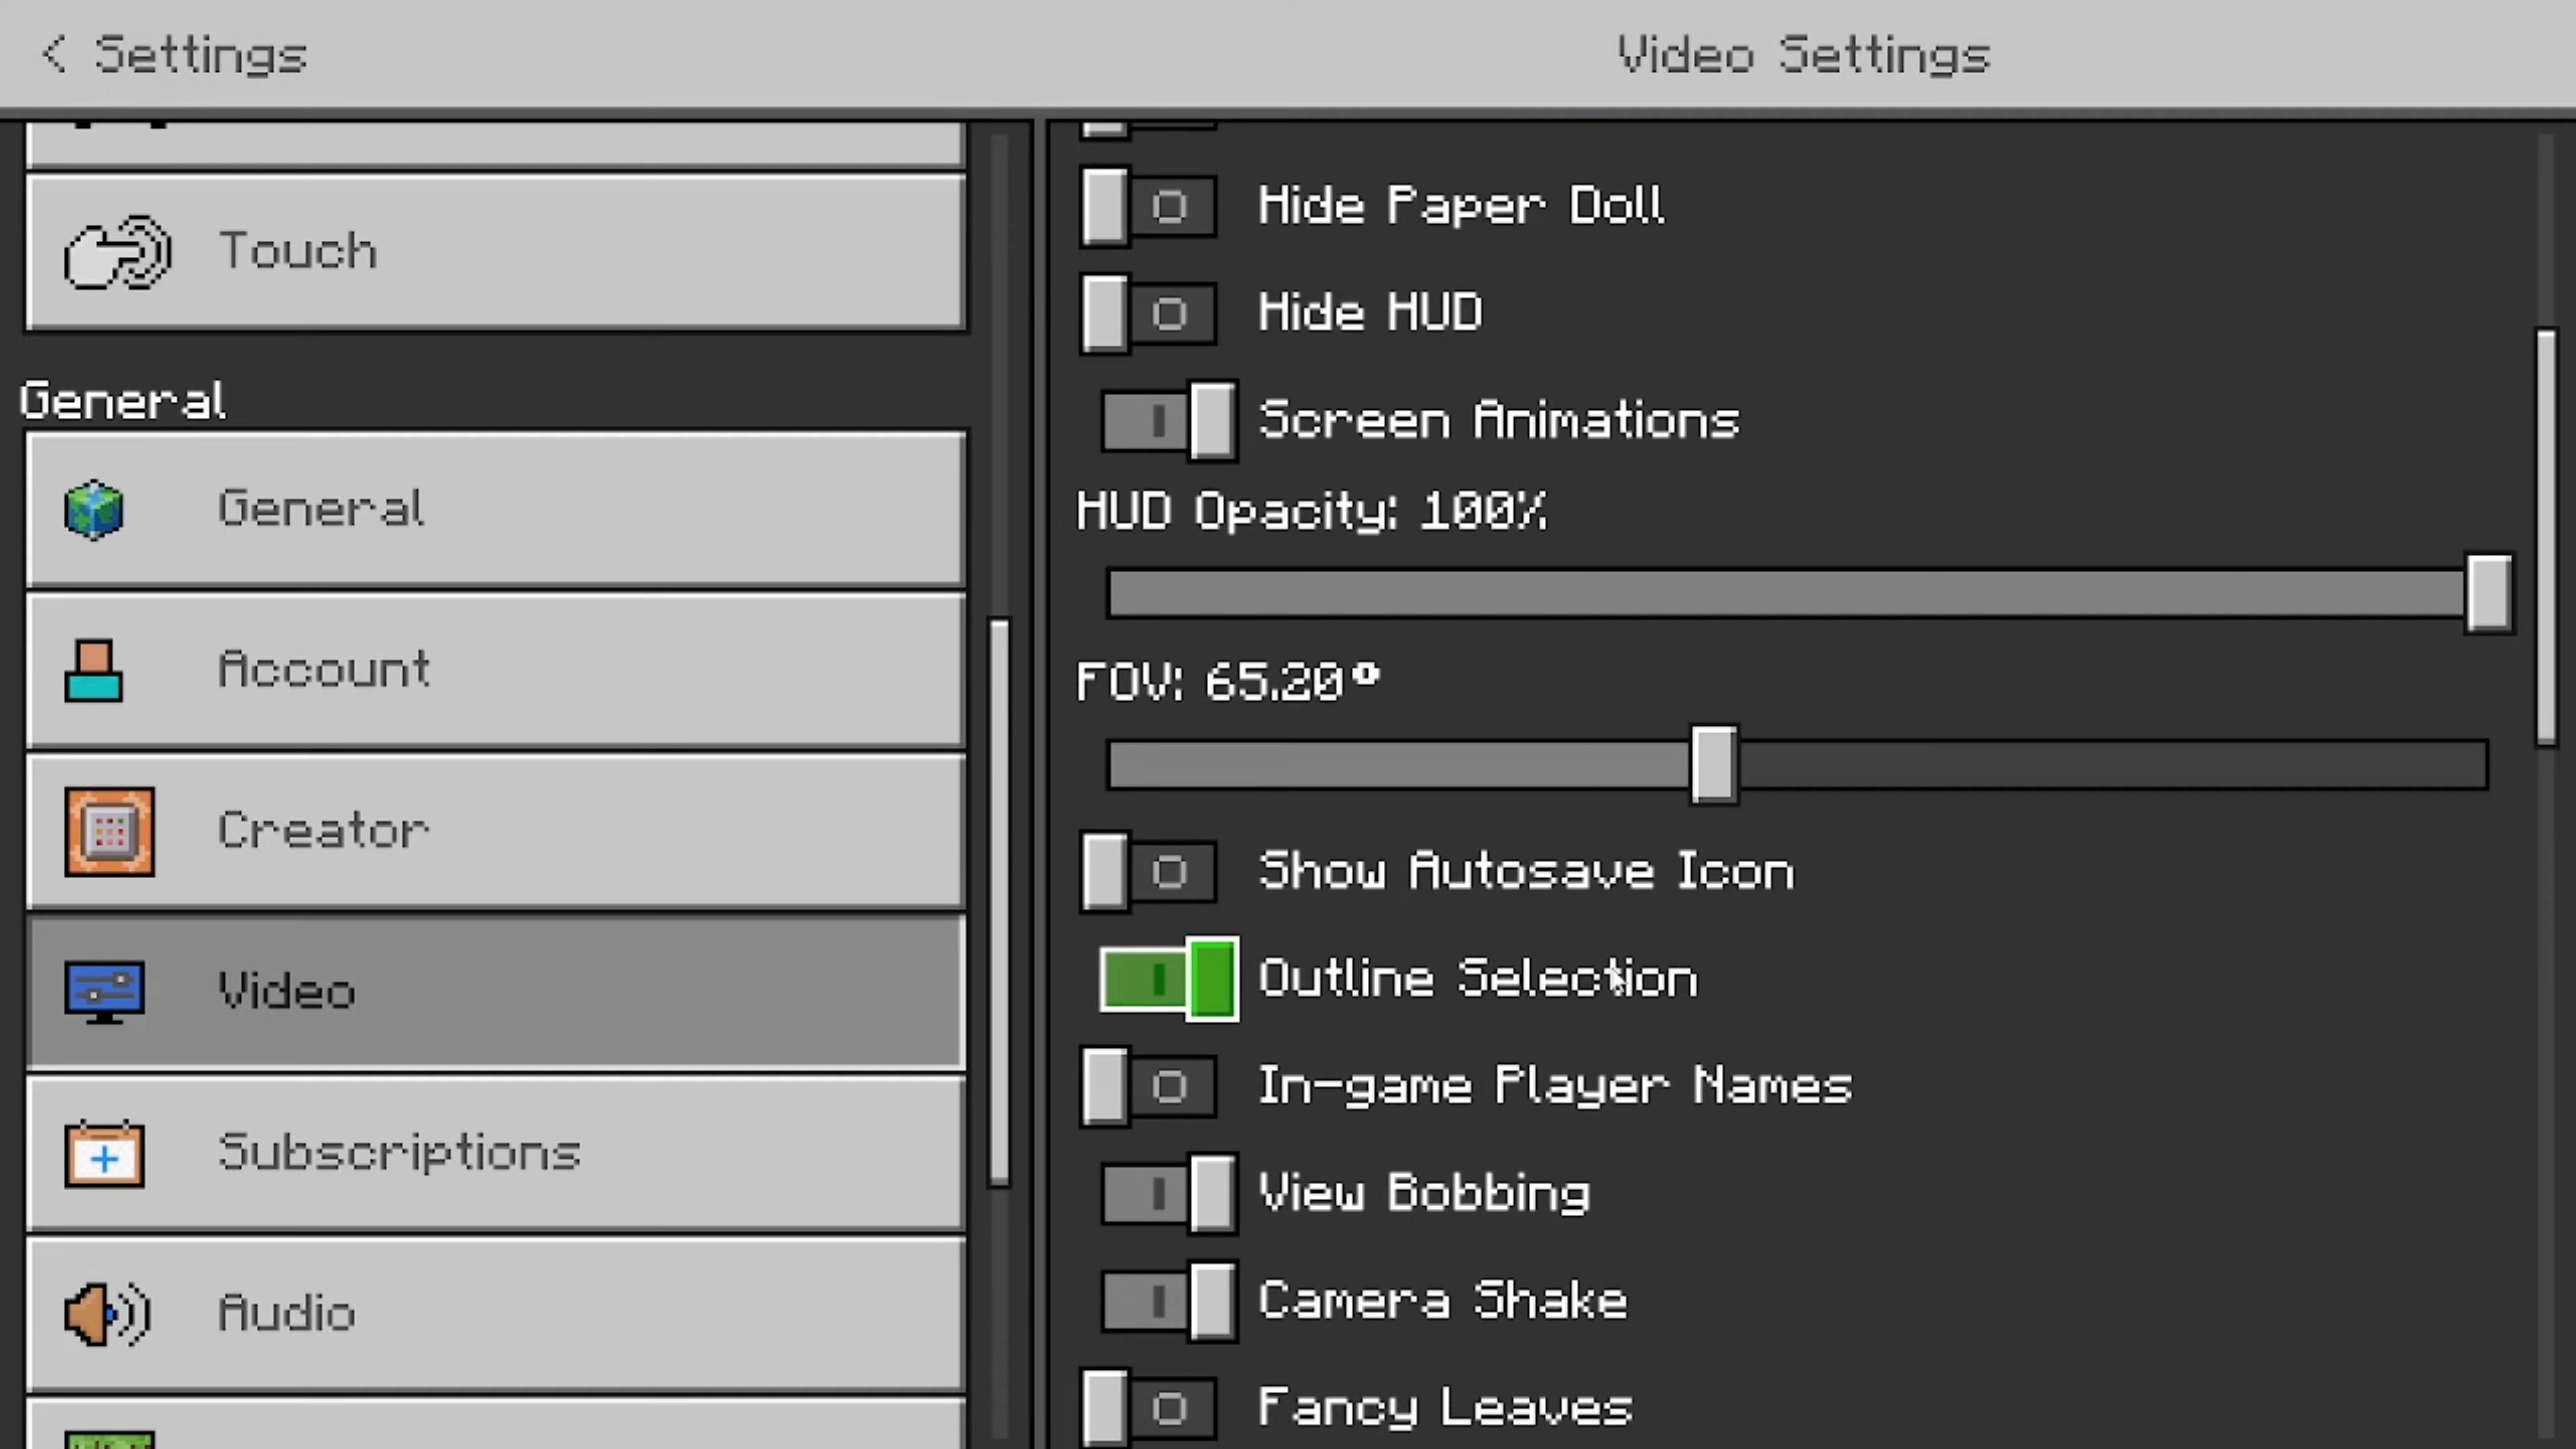 < Settings
Video Settings
Touch
General
General
Account
Creator
Video
Subscriptions
Audio
Hide Paper Doll
Hide HUD
Screen Animations
HUD Opacity: 100%
FOV: 65.20°
Show Autosave Icon
Outline Selection
In-game Player Names
View Bobbing
Camera Shake
Fancy Leaves